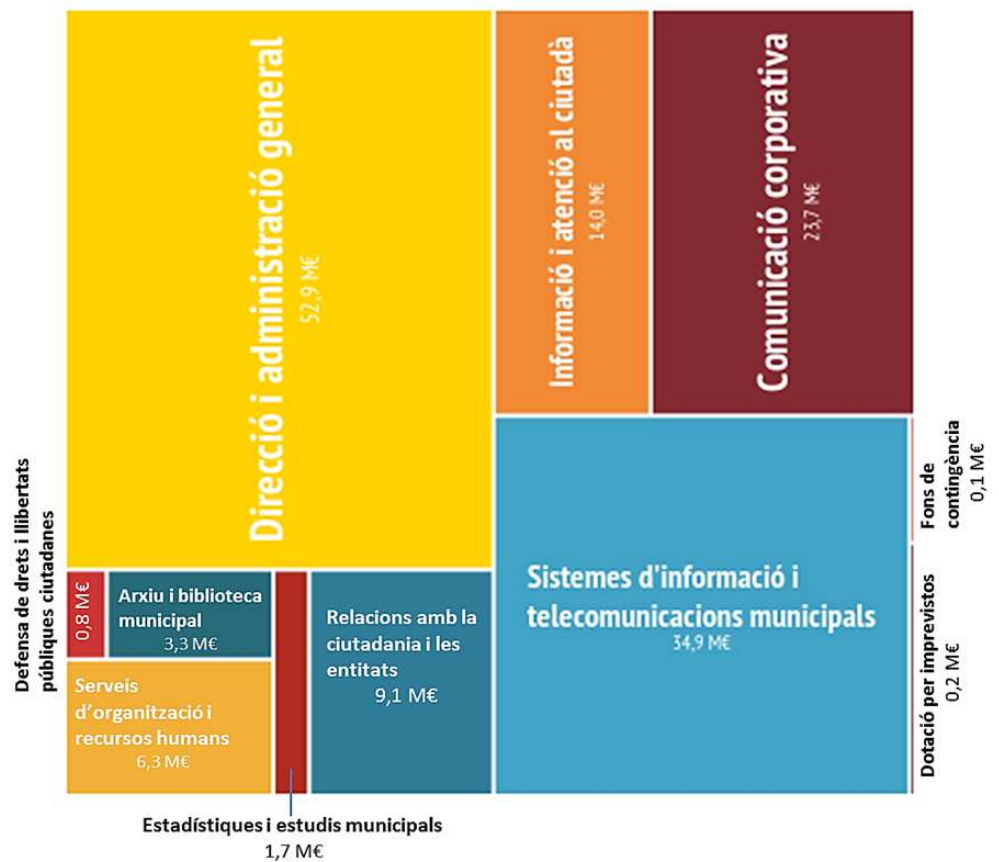 Direcció i administració general
52,9 M€
Informació i atenció al ciutadà
14,0 M€
Comunicació corporativa
23,7 M€
Sistemes d'informació i
telecomunicacions municipals
34,9 M€
Fons de
contingència
0,1 M€
Dotació per imprevistos
0,2 M€
Defensa de drets i llibertats
públiques ciutadanes
0,8 M€
Arxiu i biblioteca
municipal
3,3 M€
Serveis
d'organització i
recursos humans
6,3 M€
Relacions amb la
ciutadania i les
entitats
9,1 M€
Estadístiques i estudis municipals
1,7 M€